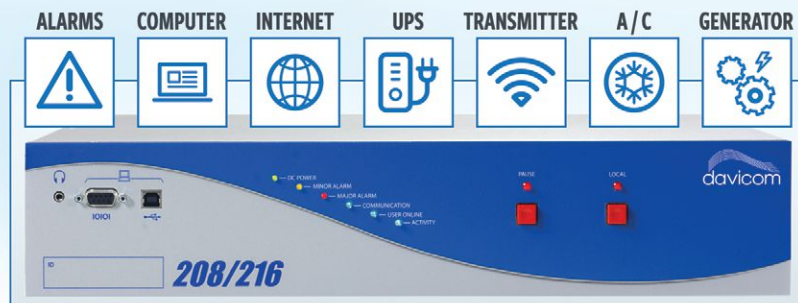 ALARMS COMPUTER INTERNET UPS TRANSMITTER A/C GENERATOR
DC POWER
MINOR ALARM
MAJOR ALARM
COMMUNICATION
USER ONLINE
ACTIVITY
PAUSE
LOCAL
davicom
IOIOI
ID
208/216